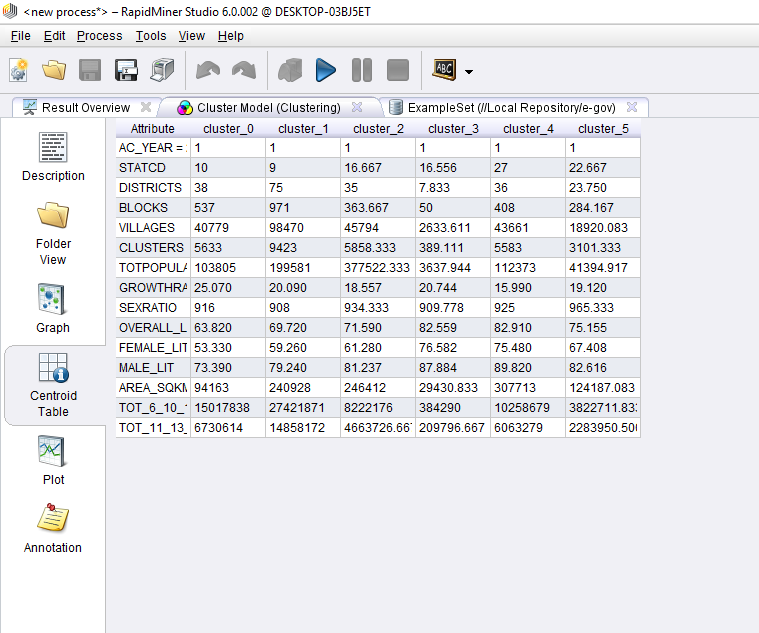 <new process*> – RapidMiner Studio 6.0.002 @ DESKTOP-03BJ5ET
File Edit Process Tools View Help
ABC
Result Overview Cluster Model (Clustering) ExampleSet (//Local Repository/e-gov)
Description
Folder
View
Graph
Centroid
Table
Plot
Annotation
Attribute cluster_0 cluster_1 cluster_2 cluster_3 cluster_4 cluster_5
AC_YEAR = 1 1 1 1 1 1
STATCD 10 9 16.667 16.556 27 22.667
DISTRICTS 38 75 35 7.833 36 23.750
BLOCKS 537 971 363.667 50 408 284.167
VILLAGES 40779 98470 45794 2633.611 43661 18920.083
CLUSTERS 5633 9423 5858.333 389.111 5583 3101.333
TOTPOPULA 103805 199581 377522.333 3637.944 112373 41394.917
GROWTHRA 25.070 20.090 18.557 20.744 15.990 19.120
SEXRATIO 916 908 934.333 909.778 925 965.333
OVERALL_L 63.820 69.720 71.590 82.559 82.910 75.155
FEMALE_LIT 53.330 59.260 61.280 76.582 75.480 67.408
MALE_LIT 73.390 79.240 81.237 87.884 89.820 82.616
AREA_SQKM 94163 240928 246412 29430.833 307713 124187.083
TOT_6_10_1 15017838 27421871 8222176 384290 10258679 3822711.83
TOT_11_13_ 6730614 14858172 4663726.66 209796.667 6063279 2283950.50